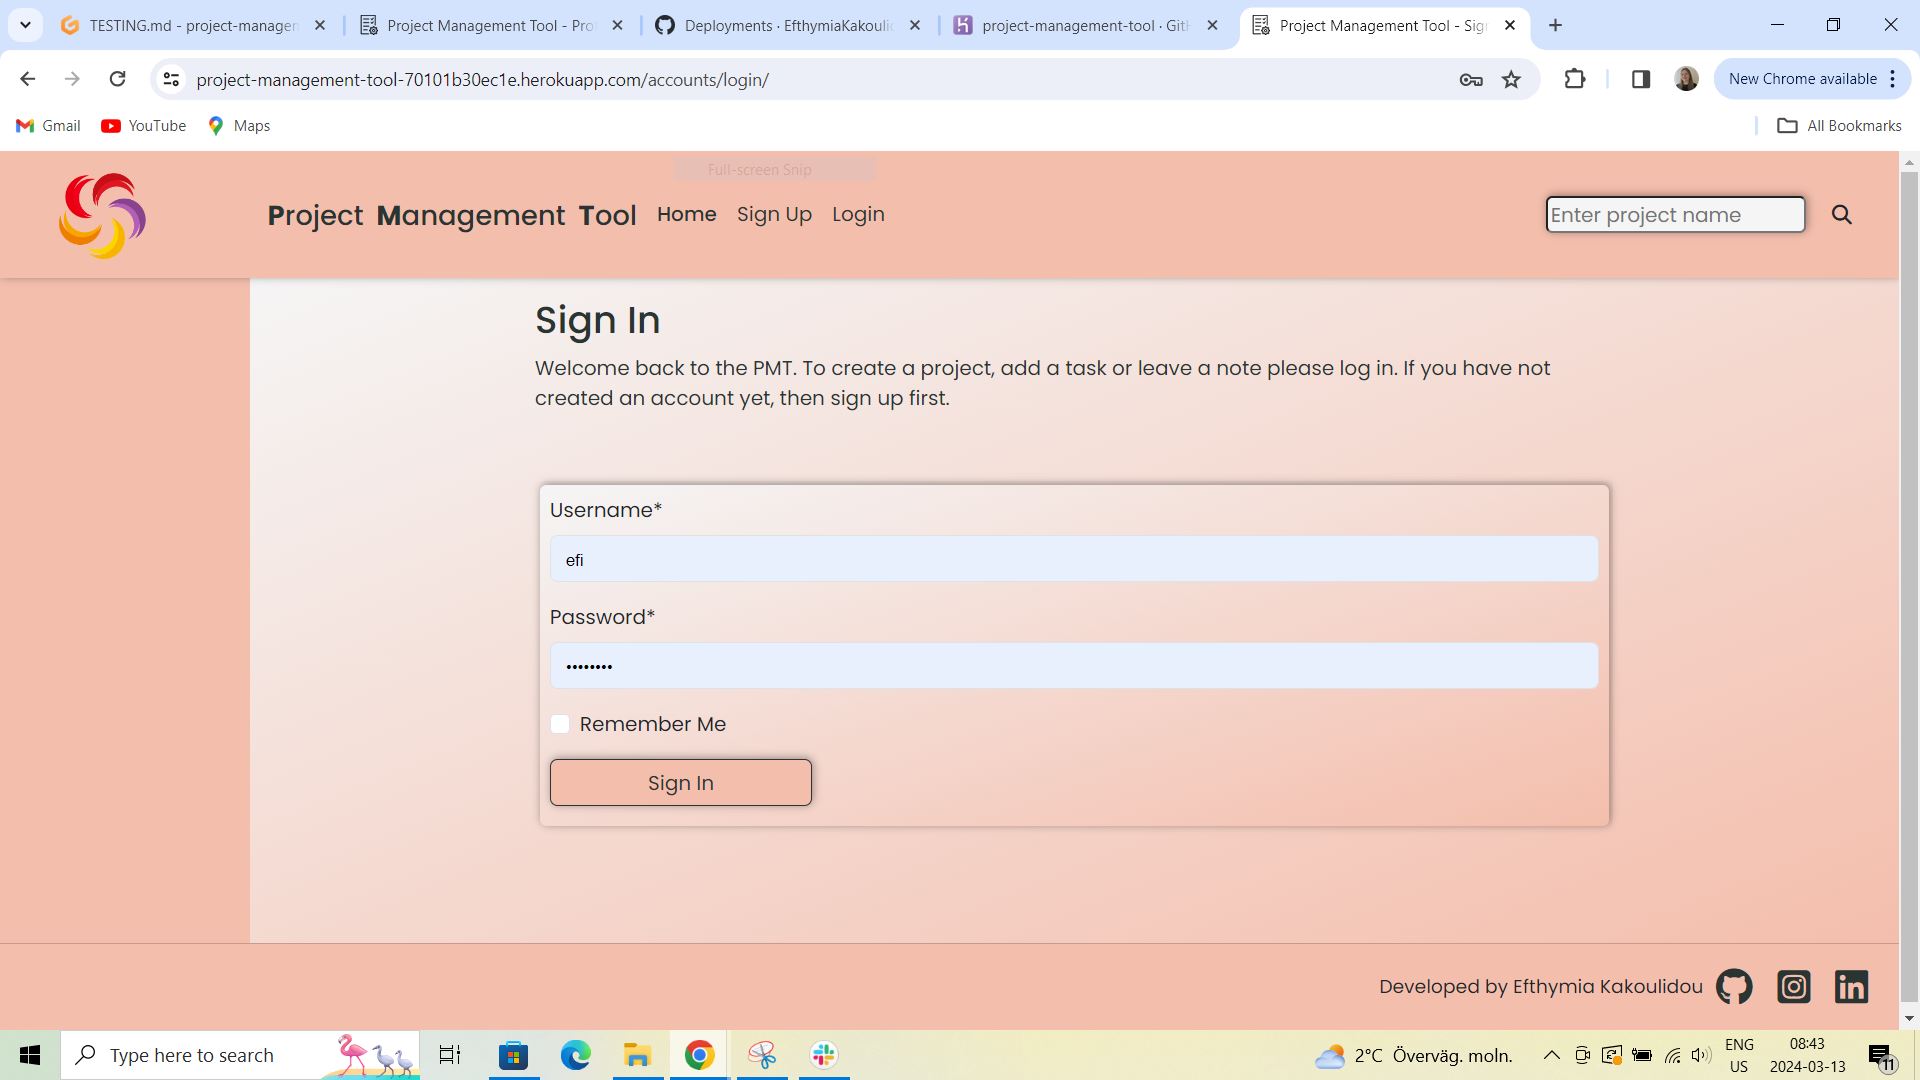 TESTING.md - project-managen
Project Management Tool - Pro
Deployments · EfthymiaKakouli
project-management-tool · Git
Project Management Tool - Sig
project-management-tool-70101b30ec1e.herokuapp.com/accounts/login/
New Chrome available
Gmail
YouTube
Maps
All Bookmarks
Full-screen Snip
Project Management Tool
Home
Sign Up
Login
Enter project name
Sign In
Welcome back to the PMT. To create a project, add a task or leave a note please log in. If you have not
created an account yet, then sign up first.
Username*
efi
Password*
••••••••
Remember Me
Sign In
Developed by Efthymia Kakoulidou
Type here to search
2°C Överväg. moln.
ENG
US
08:43
2024-03-13
11